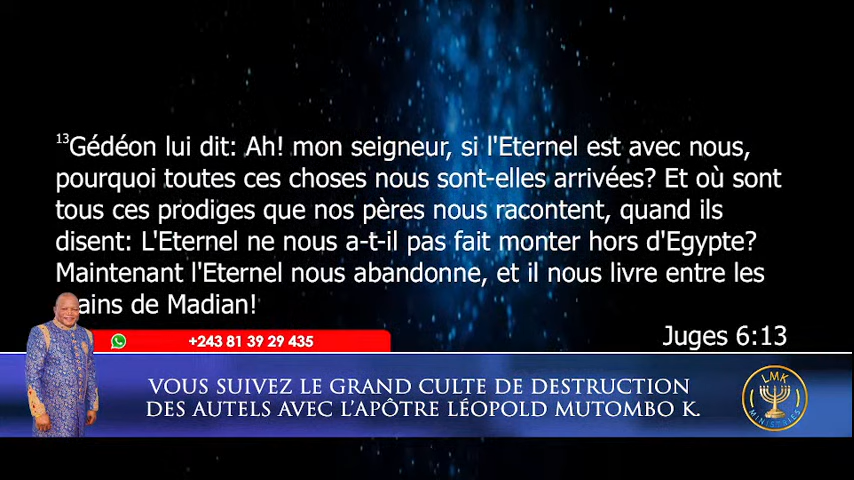 13Gédéon lui dit: Ah! mon seigneur, si l'Eternel est avec nous,
pourquoi toutes ces choses nous sont-elles arrivées? Et où sont
tous ces prodiges que nos pères nous racontent, quand ils
disent: L'Eternel ne nous a-t-il pas fait monter hors d'Egypte?
Maintenant l'Eternel nous abandonne, et il nous livre entre les
ains de Madian!
Juges 6:13
+243 81 39 29 435
VOUS SUIVEZ LE GRAND CULTE DE DESTRUCTION
DES AUTELS AVEC L'APÔTRE LÉOPOLD MUTOMBO K.
LMK
MINISTRIES